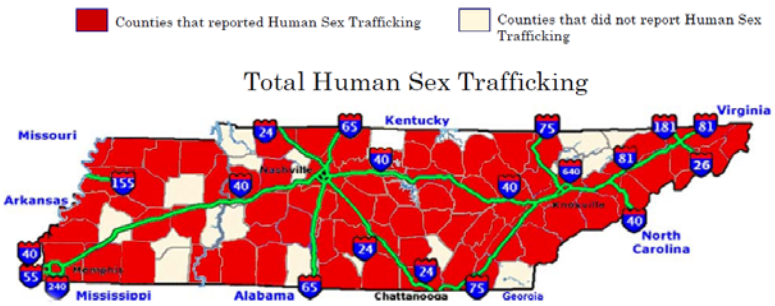 Counties that reported Human Sex Trafficking
Counties that did not report Human Sex
Trafficking
Total Human Sex Trafficking
Virginia
Kentucky
Missouri
24
65
75
181
81
40
640
81
26
Nashville
155
40
40
Arkansas
Knoxville
40
North
Carolina
40
24
24
Memphis
55
240
65
75
Mississippi
Alabama
Chattanooga
Georgia